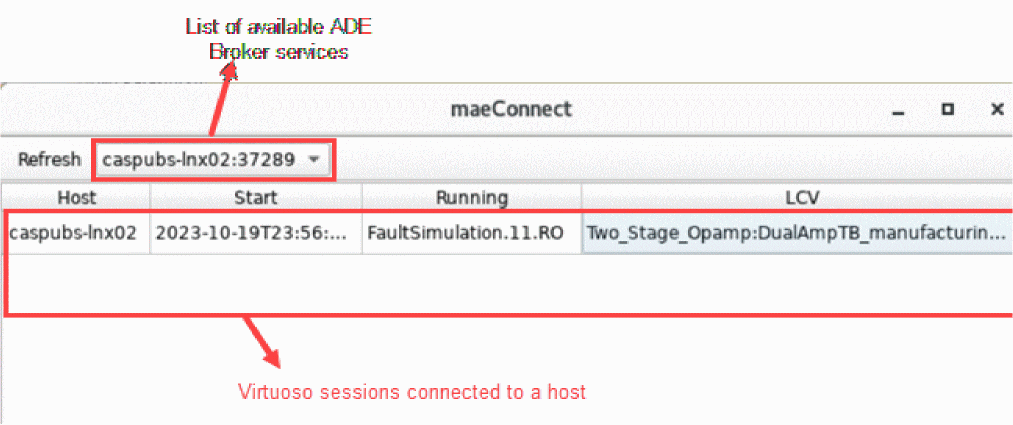 List of available ADE
Broker services
maeConnect
Refresh caspubs-lnx02:37289
Host Start Running LCV
caspubs-lnx02 2023-10-19T23:56:... FaultSimulation.11.RO Two_Stage_Opamp:DualAmpTB_manufacturin...
Virtuoso sessions connected to a host